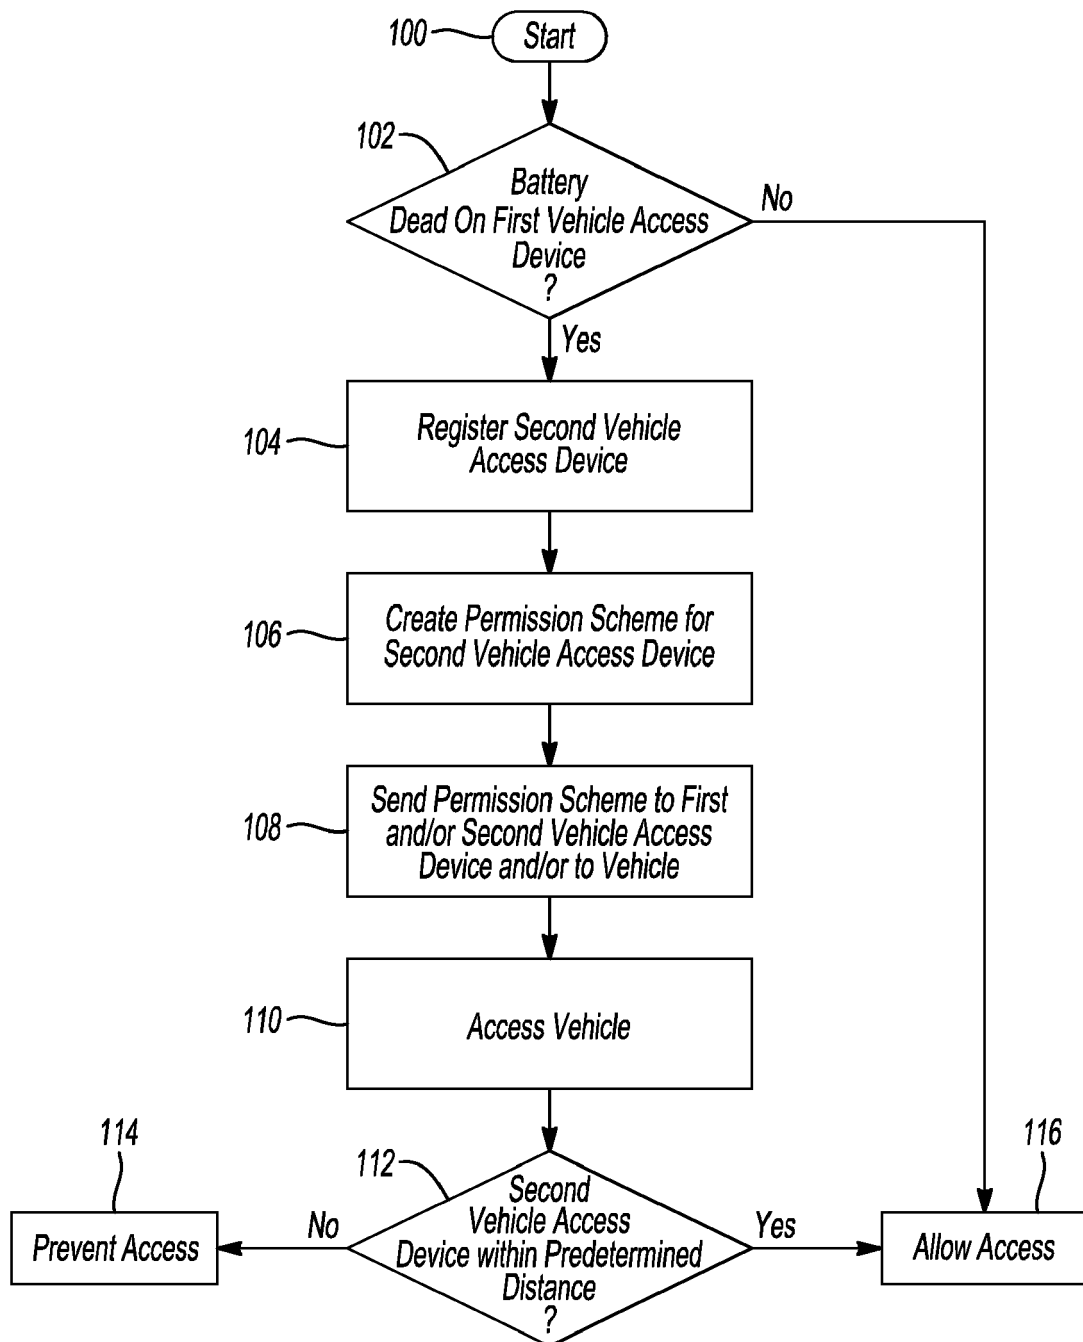 100
Start
102
Battery
Dead On First Vehicle Access
Device
?
No
Yes
104
Register Second Vehicle
Access Device
106
Create Permission Scheme for
Second Vehicle Access Device
108
Send Permission Scheme to First
and/or Second Vehicle Access
Device and/or to Vehicle
110
Access Vehicle
112
Second
Vehicle Access
Device within Predetermined
Distance
?
No
Yes
114
Prevent Access
116
Allow Access